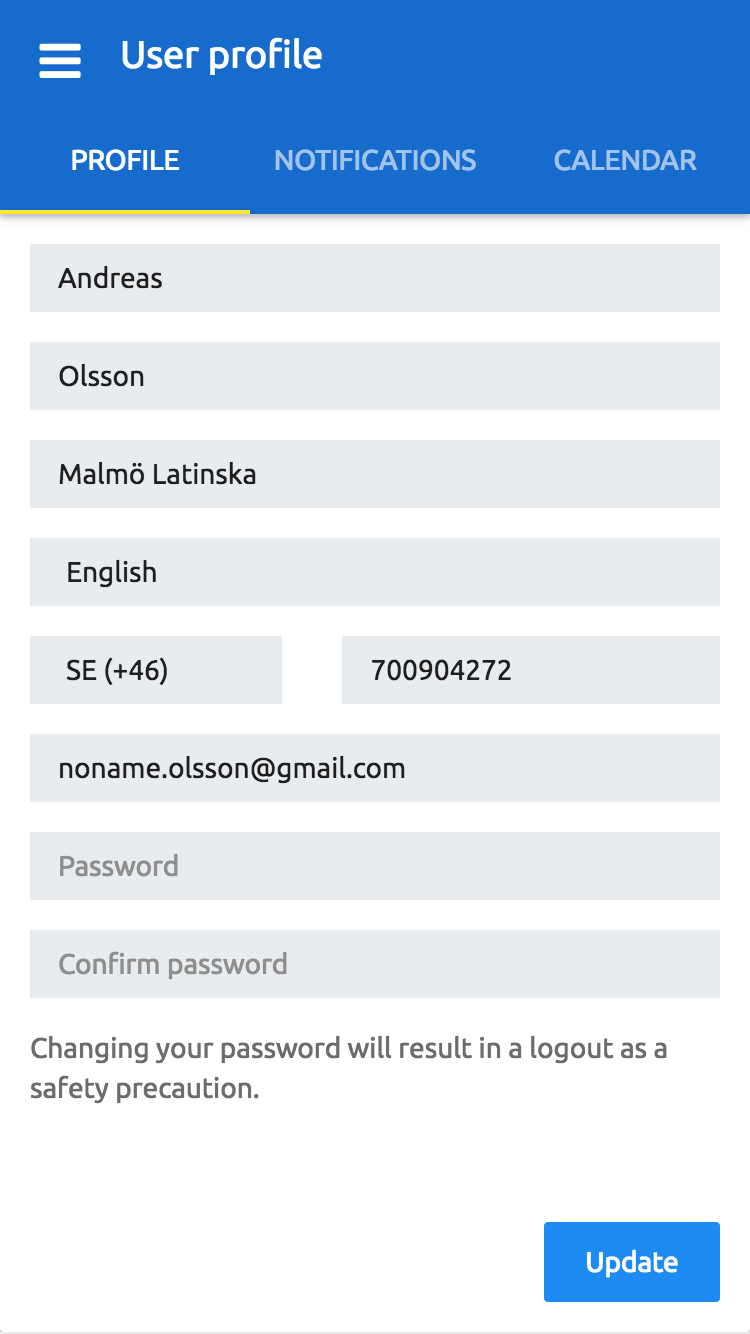 User profile
PROFILE NOTIFICATIONS CALENDAR
Andreas
Olsson
Malmö Latinska
English
SE (+46) 700904272
noname.olsson@gmail.com
Password
Confirm password
Changing your password will result in a logout as a
safety precaution.
Update